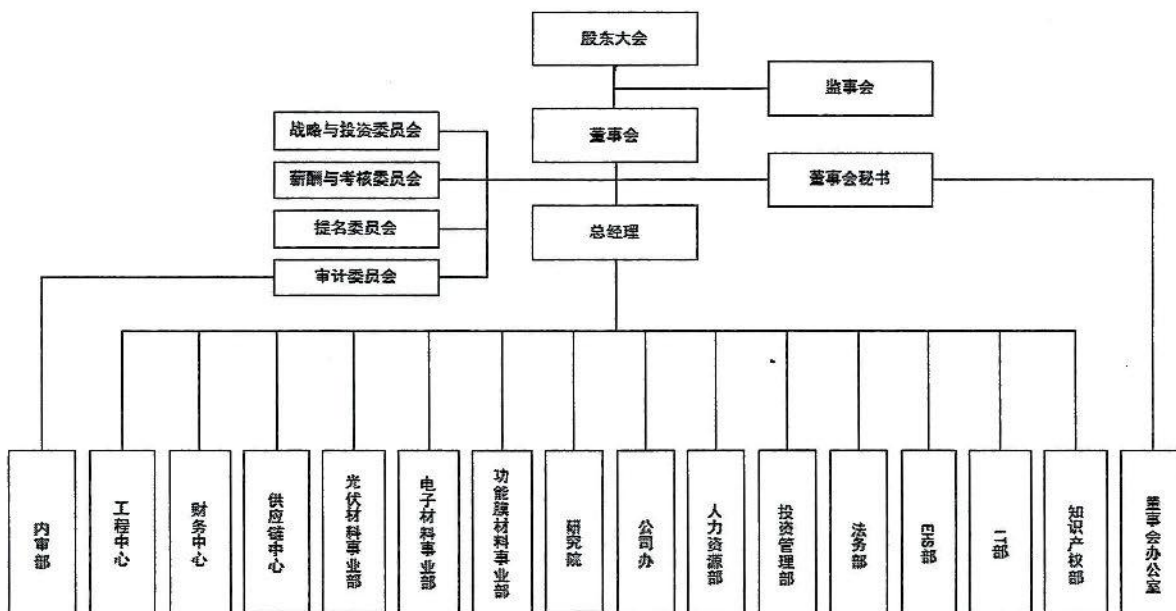 股东大会
监事会
董事会
战略与投资委员会
薪酬与考核委员会
董事会秘书
提名委员会
总经理
审计委员会
内审部
工程中心
财务中心
供应链中心
光伏材料事业部
电子材料事业部
功能膜材料事业部
研究院
公司办
人力资源部
投资管理部
法务部
EHS部
IT部
知识产权部
董事会办公室